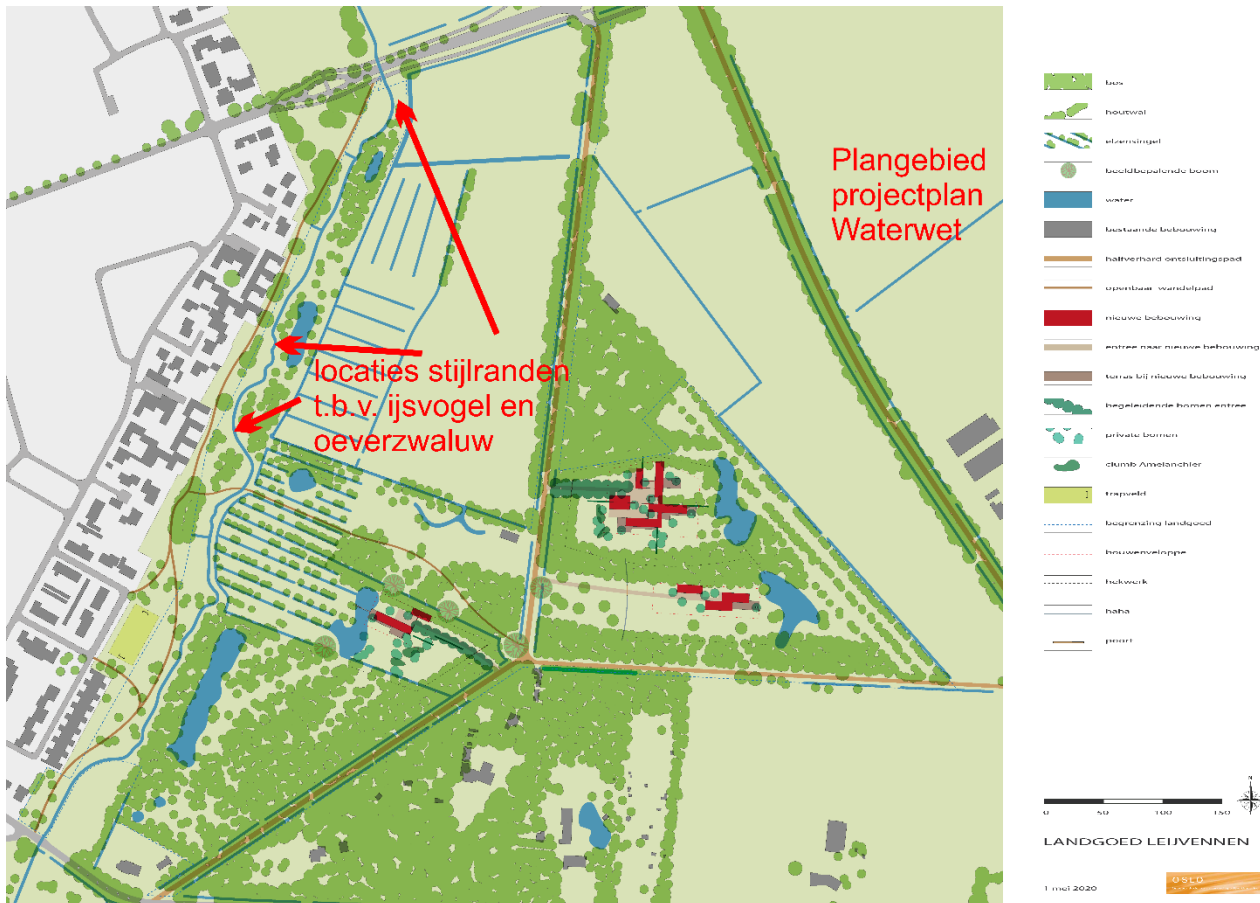 Plangebied
projectplan
Waterwet
locaties stijlranden
t.b.v. ijsvogel en
oeverzwaluw
bos
houtwal
elzensingel
beeldbepalende boom
water
bestaande bebouwing
halfverhard ontsluitingspad
openbaar wandelpad
nieuwe bebouwing
entree naar nieuwe bebouwing
terras bij nieuwe bebouwing
begeleidende bomen entree
private bomen
clumb Amelanchier
trapveld
begrenzing landgoed
bouwenveloppe
hekwerk
haha
poort
N
0 50 100 150
LANDGOED LEIJVENNEN
1 mei 2020
OSLO